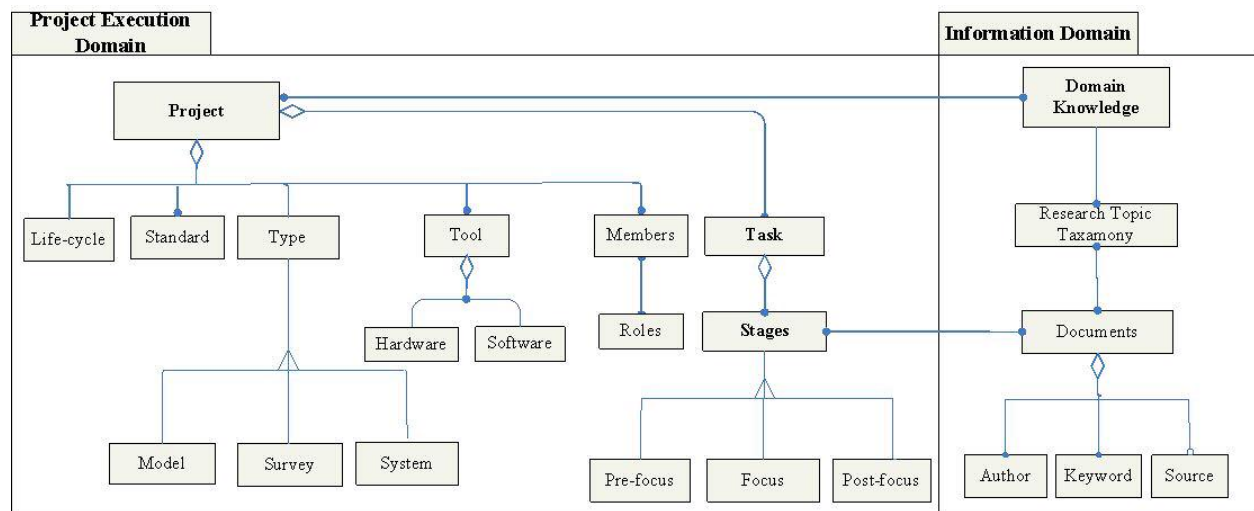 Project Execution
Domain
Information Domain
Project
Domain
Knowledge
Life-cycle
Standard
Type
Tool
Members
Task
Research Topic
Taxamony
Hardware
Software
Roles
Stages
Documents
Model
Survey
System
Pre-focus
Focus
Post-focus
Author
Keyword
Source